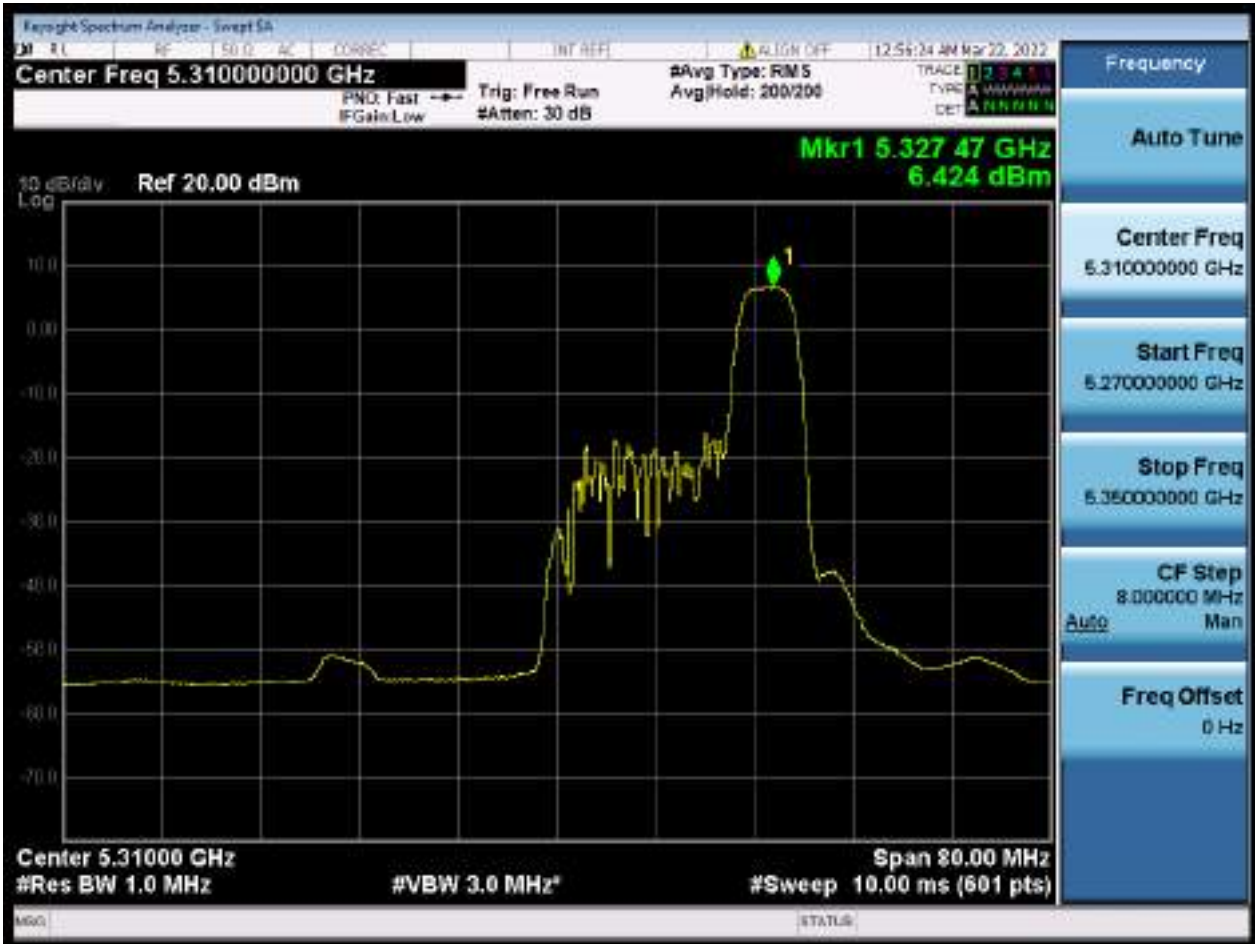 Keysight Spectrum Analyzer - Swept SA
RL RF 50 Ω AC CORREC INT REF ALIGN OFF 12:56:24 AM Mar 22, 2022
Center Freq 5.310000000 GHz
PNO: Fast
IFGain:Low
Trig: Free Run
#Atten: 30 dB
#Avg Type: RMS
Avg|Hold: 200/200
TRACE 1 2 3 4 5 6
TYPE A WWWWW
DET A N N N N N
Mkr1 5.327 47 GHz
6.424 dBm
10 dB/div Ref 20.00 dBm
Log
1
10.0
0.00
-10.0
-20.0
-30.0
-40.0
-50.0
-60.0
-70.0
Center 5.31000 GHz
Span 80.00 MHz
#Res BW 1.0 MHz
#VBW 3.0 MHz*
#Sweep 10.00 ms (601 pts)
MSG
STATUS
Frequency
Auto Tune
Center Freq
5.310000000 GHz
Start Freq
5.270000000 GHz
Stop Freq
5.350000000 GHz
CF Step
8.000000 MHz
Auto Man
Freq Offset
0 Hz